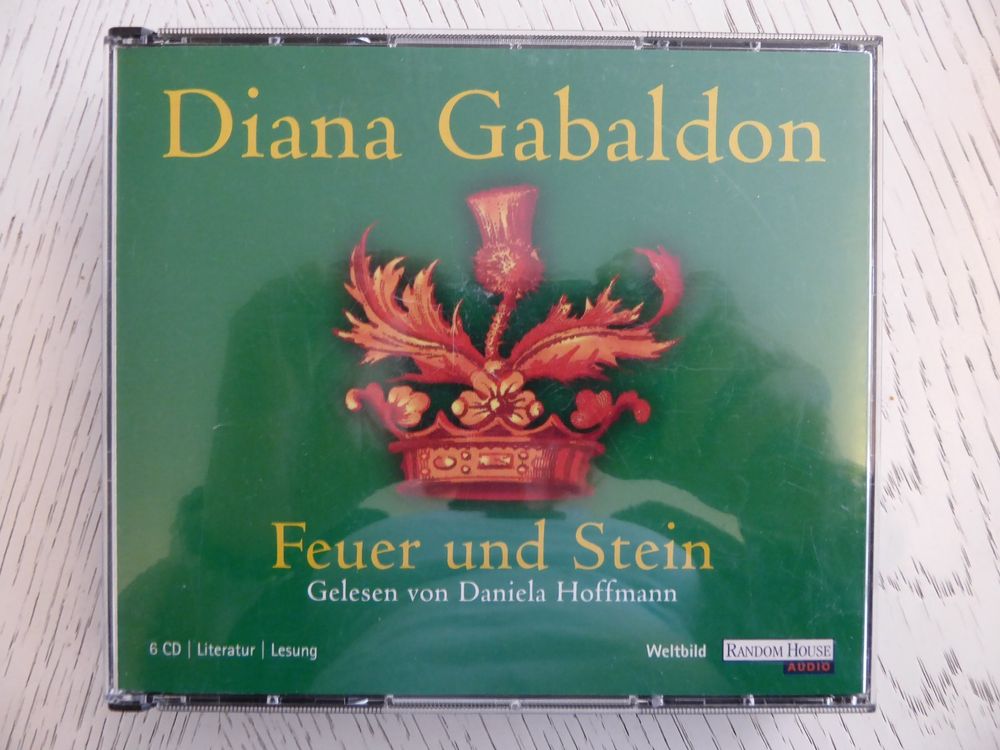 Diana Gabaldon
Feuer und Stein
Gelesen von Daniela Hoffmann
6 CD | Literatur | Lesung
Weltbild
RANDOM HOUSE
AUDIO